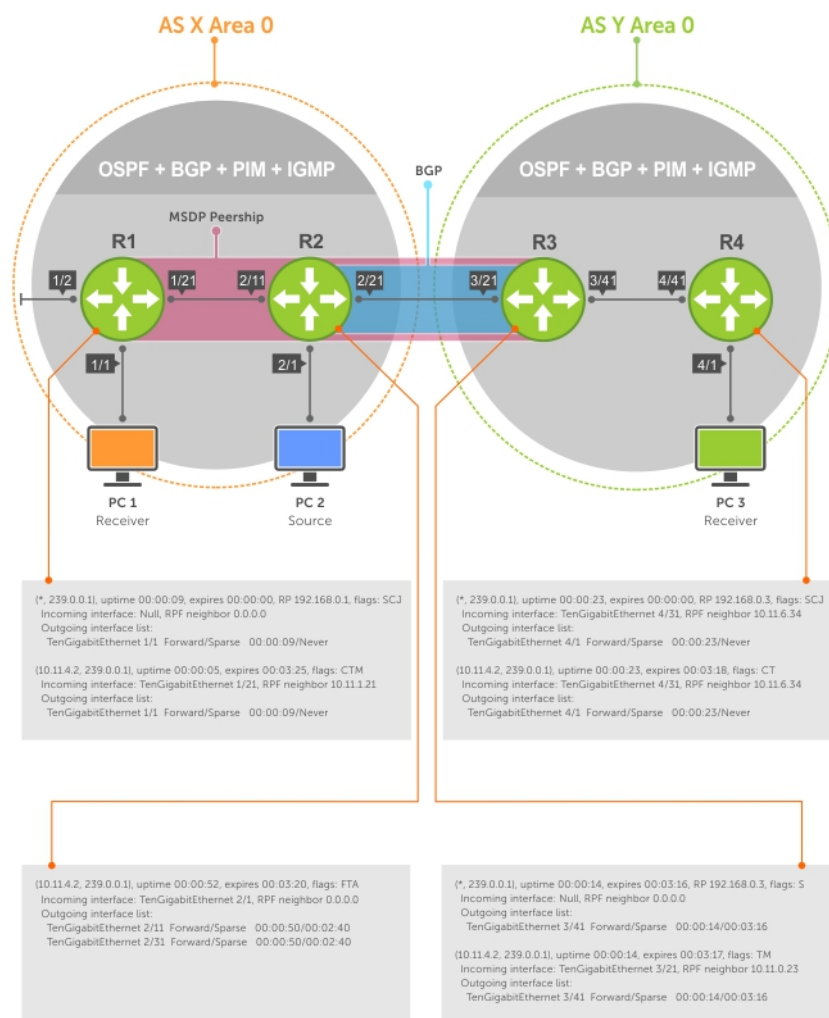 AS X Area 0
AS Y Area 0
OSPF + BGP + PIM + IGMP
BGP
OSPF + BGP + PIM + IGMP
MSDP Peership
R1
R2
R3
R4
1/2
1/21
2/11
2/21
3/21
3/41
4/41
1/1
2/1
4/1
PC 1
Receiver
PC 2
Source
PC 3
Receiver
(*, 239.0.0.1), uptime 00:00:09, expires 00:00:00, RP 192.168.0.1, flags: SCJ
Incoming interface: Null, RPF neighbor 0.0.0.0
Outgoing interface list:
TenGigabitEthernet 1/1 Forward/Sparse 00:00:09/Never
(10.11.4.2, 239.0.0.1), uptime 00:00:05, expires 00:03:25, flags: CTM
Incoming interface: TenGigabitEthernet 1/21, RPF neighbor 10.11.1.21
Outgoing interface list:
TenGigabitEthernet 1/1 Forward/Sparse 00:00:09/Never
(*, 239.0.0.1), uptime 00:00:23, expires 00:00:00, RP 192.168.0.3, flags: SCJ
Incoming interface: TenGigabitEthernet 4/31, RPF neighbor 10.11.6.34
Outgoing interface list:
TenGigabitEthernet 4/1 Forward/Sparse 00:00:23/Never
(10.11.4.2, 239.0.0.1), uptime 00:00:23, expires 00:03:18, flags: CT
Incoming interface: TenGigabitEthernet 4/31, RPF neighbor 10.11.6.34
Outgoing interface list:
TenGigabitEthernet 4/1 Forward/Sparse 00:00:23/Never
(10.11.4.2, 239.0.0.1), uptime 00:00:52, expires 00:03:20, flags: FTA
Incoming interface: TenGigabitEthernet 2/1, RPF neighbor 0.0.0.0
Outgoing interface list:
TenGigabitEthernet 2/11 Forward/Sparse 00:00:50/00:02:40
TenGigabitEthernet 2/31 Forward/Sparse 00:00:50/00:02:40
(*, 239.0.0.1), uptime 00:00:14, expires 00:03:16, RP 192.168.0.3, flags: S
Incoming interface: Null, RPF neighbor 0.0.0.0
Outgoing interface list:
TenGigabitEthernet 3/41 Forward/Sparse 00:00:14/00:03:16
(10.11.4.2, 239.0.0.1), uptime 00:00:14, expires 00:03:17, flags: TM
Incoming interface: TenGigabitEthernet 3/21, RPF neighbor 10.11.0.23
Outgoing interface list:
TenGigabitEthernet 3/41 Forward/Sparse 00:00:14/00:03:16